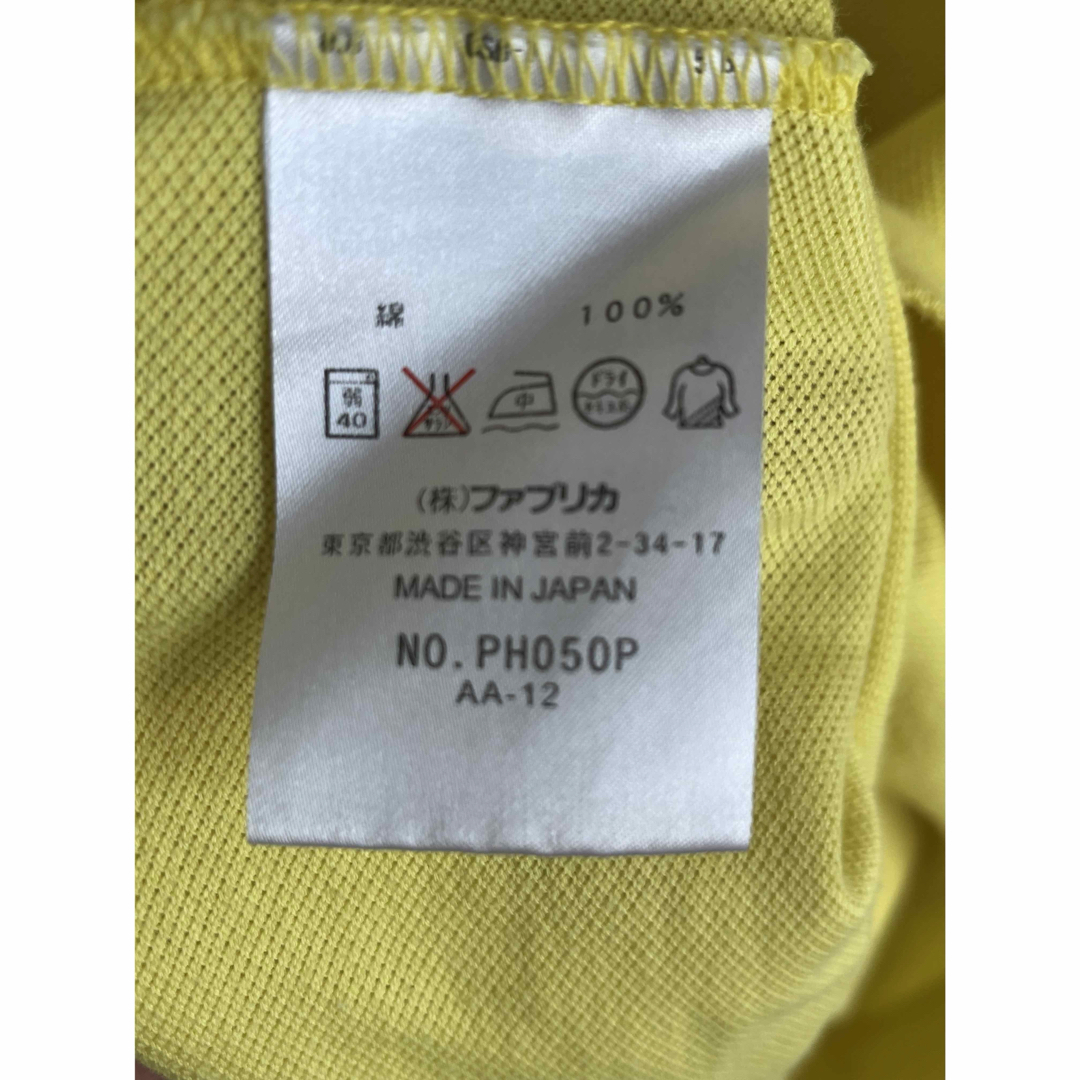 綿 100%
弱 40 中 ドライ
(株)ファブリカ
東京都渋谷区神宮前2-34-17
MADE IN JAPAN
NO.PH050P
AA-12